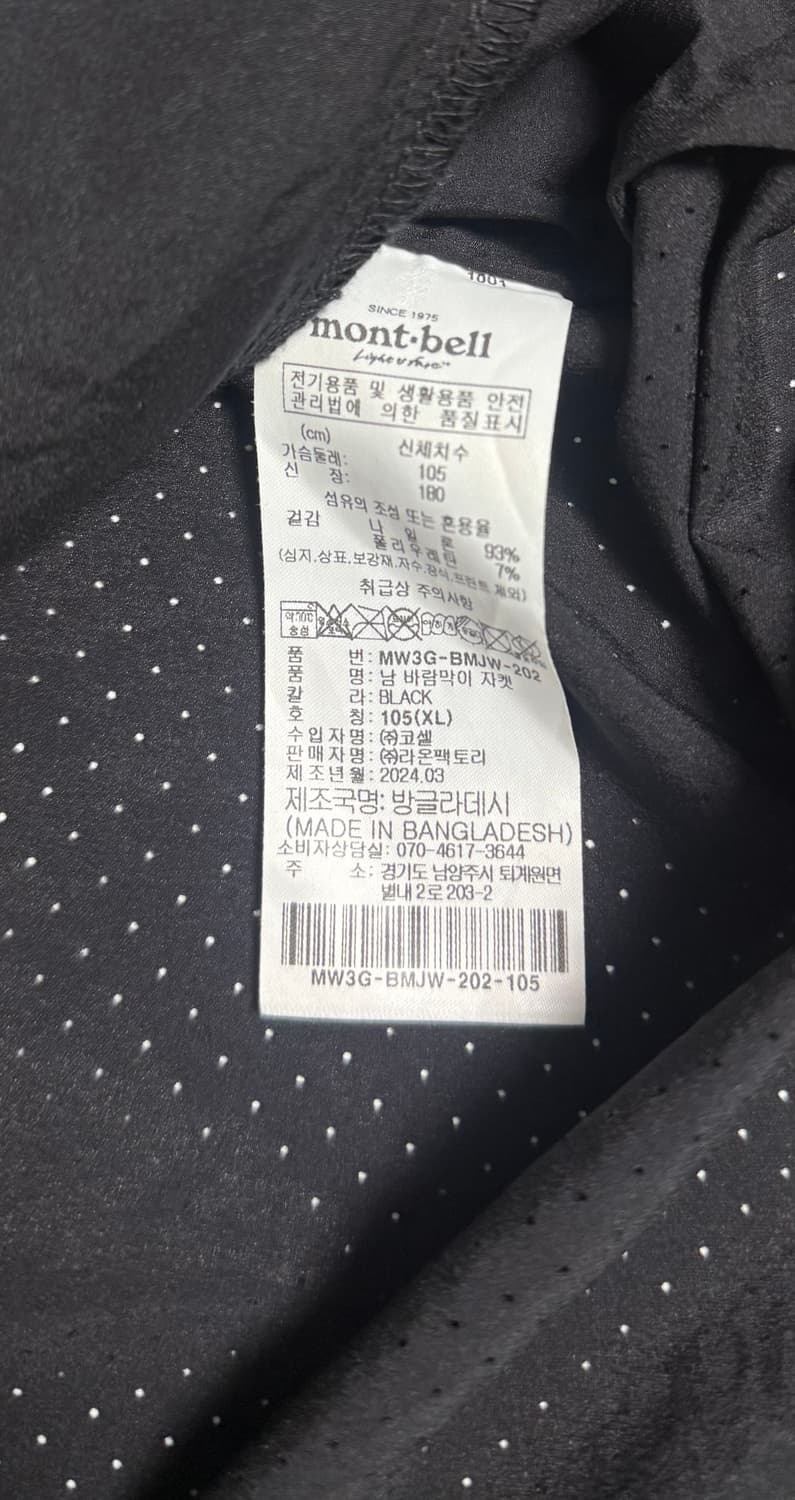 1003
SINCE 1975
mont·bell
Light & Fast
전기용품 및 생활용품 안전
관리법에 의한 품질표시
(cm) 신체치수
가슴둘레: 105
신 장: 180
섬유의 조성 또는 혼용율
겉감 나 일 론 93%
폴리우레탄 7%
(심지,상표,보강재,자수,장식,프린트 제외)
취급상 주의사항
약30℃
중성
품 번: MW3G-BMJW-202
품 명: 남 바람막이 자켓
칼 라: BLACK
호 칭: 105(XL)
수입자명: ㈜코셀
판매자명: ㈜라온팩토리
제조년월: 2024.03
제조국명: 방글라데시
(MADE IN BANGLADESH)
소비자상담실: 070-4617-3644
주 소: 경기도 남양주시 퇴계원면
별내2로 203-2
MW3G-BMJW-202-105